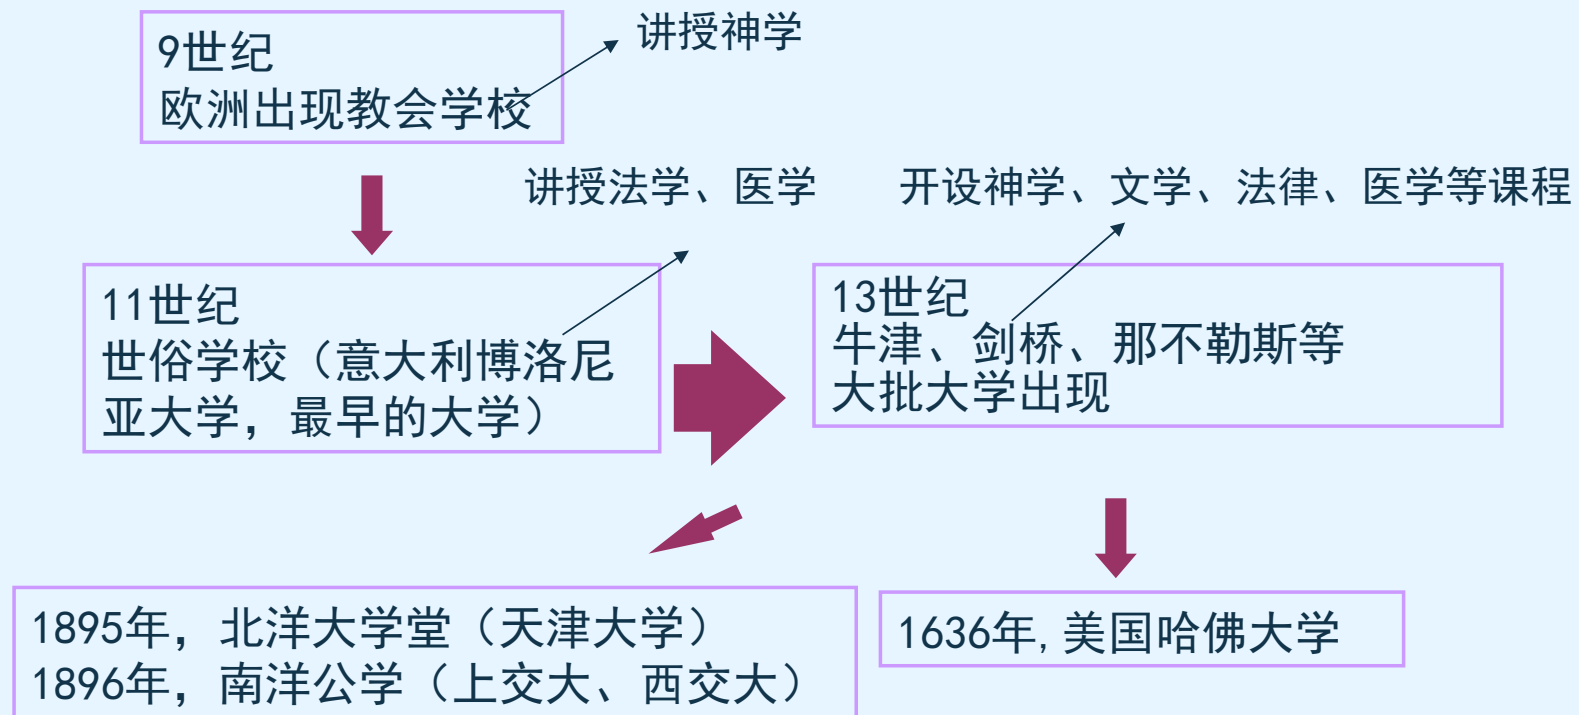 9世纪
欧洲出现教会学校
讲授神学
讲授法学、医学
开设神学、文学、法律、医学等课程
11世纪
世俗学校（意大利博洛尼
亚大学，最早的大学）
13世纪
牛津、剑桥、那不勒斯等
大批大学出现
1895年，北洋大学堂（天津大学）
1896年，南洋公学（上交大、西交大）
1636年,美国哈佛大学